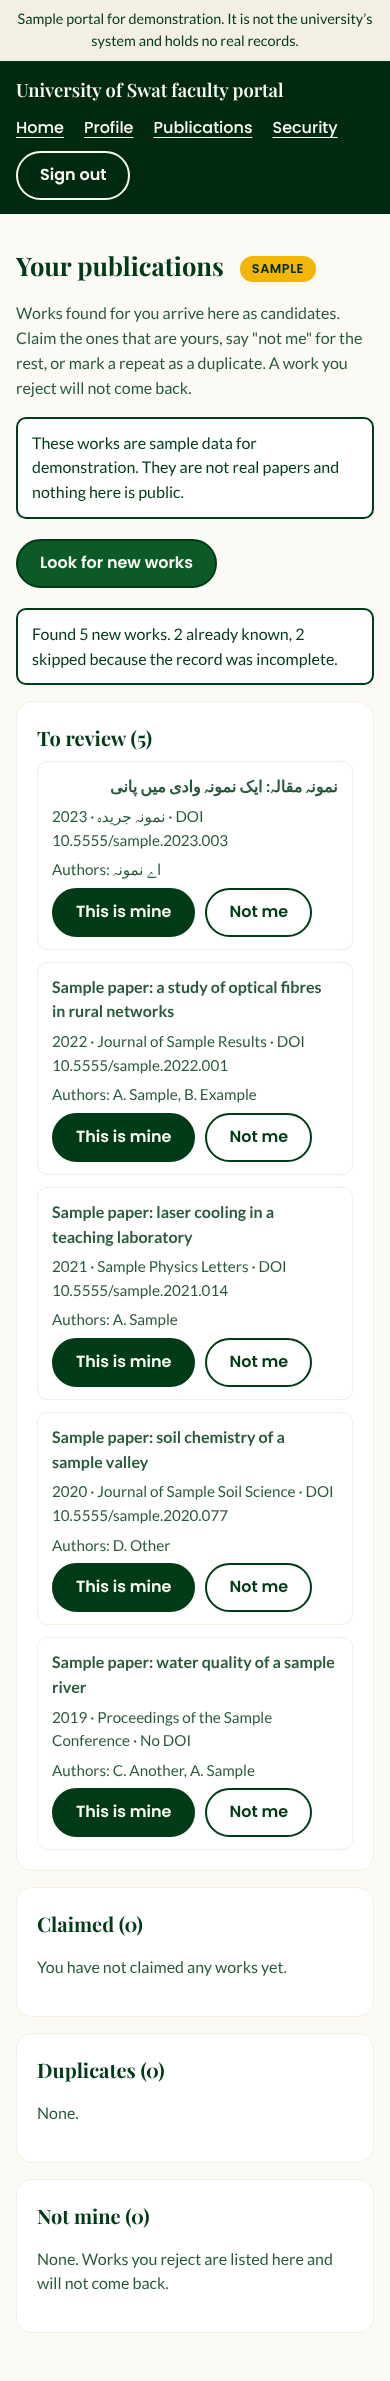 Sample portal for demonstration. It is not the university's
system and holds no real records.
University of Swat faculty portal
Home Profile Publications Security
Sign out
Your publications SAMPLE
Works found for you arrive here as candidates.
Claim the ones that are yours, say "not me" for the
rest, or mark a repeat as a duplicate. A work you
reject will not come back.
These works are sample data for
demonstration. They are not real papers and
nothing here is public.
Look for new works
Found 5 new works. 2 already known, 2
skipped because the record was incomplete.
To review (5)
نمونہ مقالہ: ایک نمونہ وادی میں پانی
2023 · نمونہ جریدہ · DOI
10.5555/sample.2023.003
Authors: اے نمونہ
This is mine Not me
Sample paper: a study of optical fibres
in rural networks
2022 · Journal of Sample Results · DOI
10.5555/sample.2022.001
Authors: A. Sample, B. Example
This is mine Not me
Sample paper: laser cooling in a
teaching laboratory
2021 · Sample Physics Letters · DOI
10.5555/sample.2021.014
Authors: A. Sample
This is mine Not me
Sample paper: soil chemistry of a
sample valley
2020 · Journal of Sample Soil Science · DOI
10.5555/sample.2020.077
Authors: D. Other
This is mine Not me
Sample paper: water quality of a sample
river
2019 · Proceedings of the Sample
Conference · No DOI
Authors: C. Another, A. Sample
This is mine Not me
Claimed (0)
You have not claimed any works yet.
Duplicates (0)
None.
Not mine (0)
None. Works you reject are listed here and
will not come back.